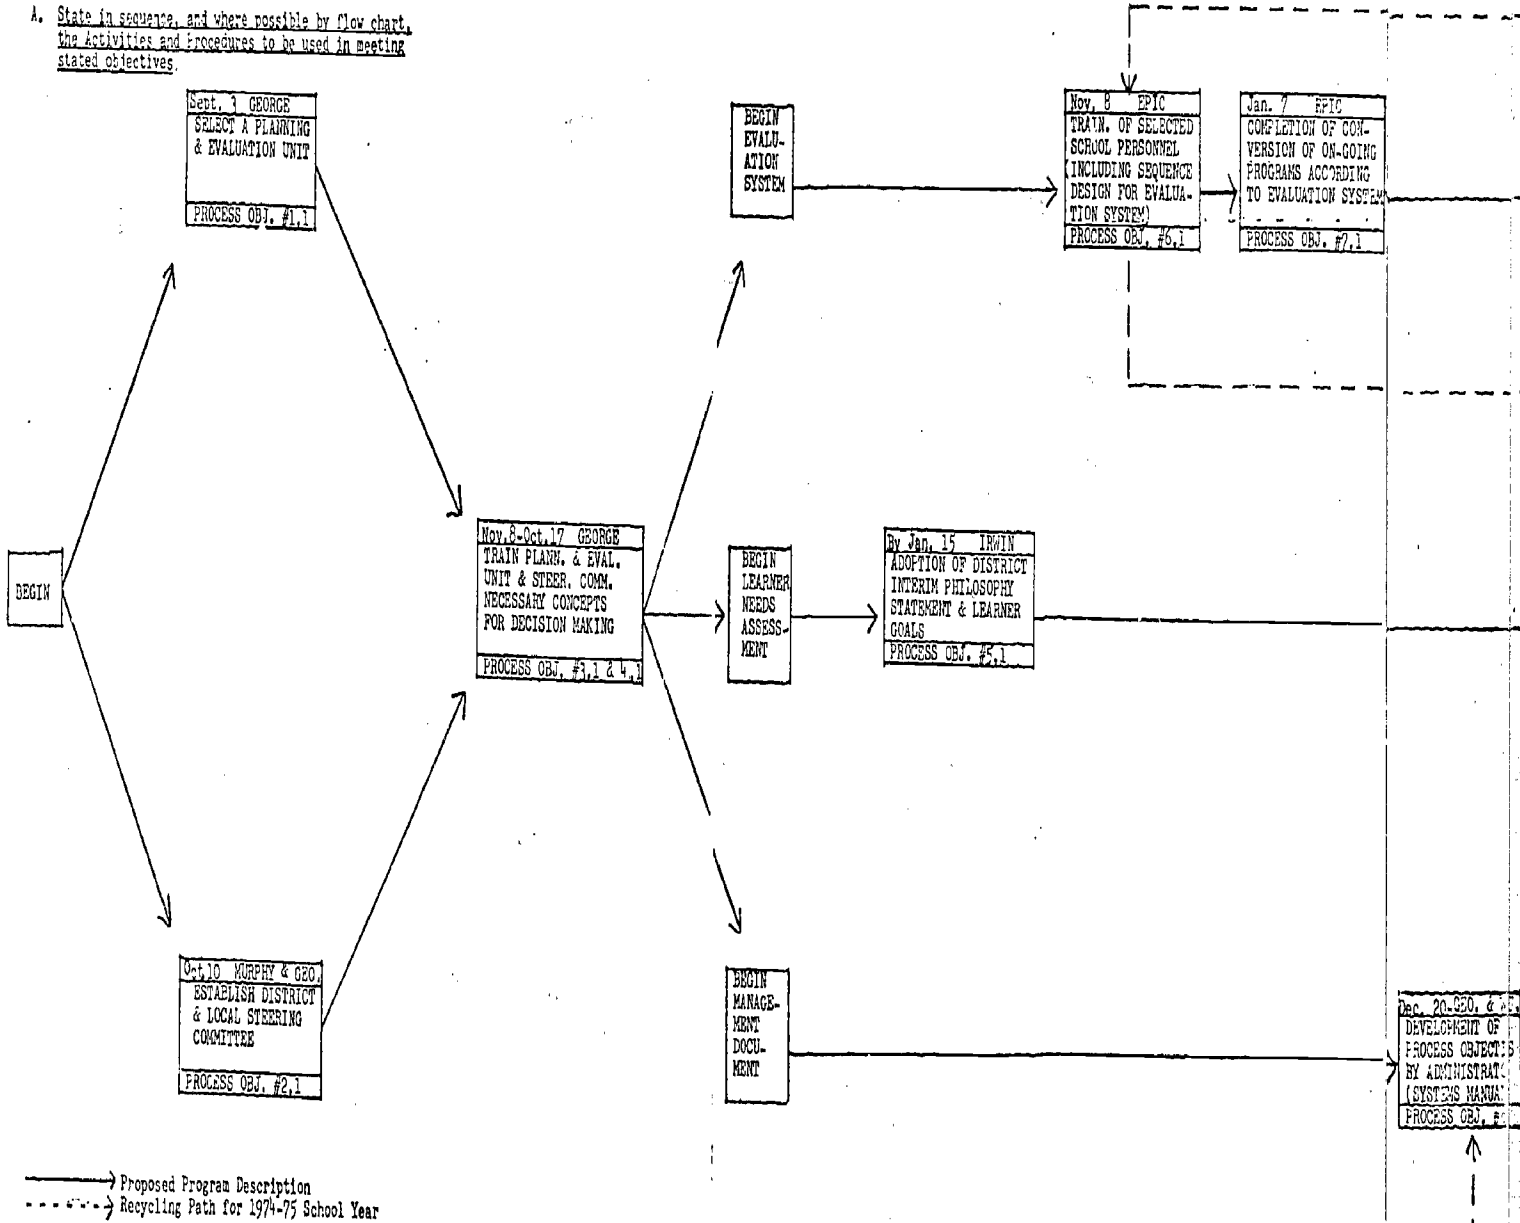 A. State in sequence, and where possible by flow chart,
the Activities and Procedures to be used in meeting
stated objectives.
Sept. 3 GEORGE
SELECT A PLANNING
& EVALUATION UNIT
PROCESS OBJ. #1.1
BEGIN
Oct 10 MURPHY & GEO.
ESTABLISH DISTRICT
& LOCAL STEERING
COMMITTEE
PROCESS OBJ. #2.1
Nov. 8-Oct. 17 GEORGE
TRAIN PLANN. & EVAL.
UNIT & STEER. COMM.
NECESSARY CONCEPTS
FOR DECISION MAKING
PROCESS OBJ. #3.1 & 4.1
BEGIN
EVALU-
ATION
SYSTEM
Nov. 8 EPIC
TRAIN. OF SELECTED
SCHOOL PERSONNEL
(INCLUDING SEQUENCE
DESIGN FOR EVALUA-
TION SYSTEM)
PROCESS OBJ. #6.1
Jan. 7 EPIC
COMPLETION OF CON-
VERSION OF ON-GOING
PROGRAMS ACCORDING
TO EVALUATION SYSTEM
PROCESS OBJ. #7.1
BEGIN
LEARNER
NEEDS
ASSESS-
MENT
By Jan. 15 IRWIN
ADOPTION OF DISTRICT
INTERIM PHILOSOPHY
STATEMENT & LEARNER
GOALS
PROCESS OBJ. #5.1
BEGIN
MANAGE-
MENT
DOCU-
MENT
Dec. 20-GEO. &
DEVELOPMENT OF
PROCESS
BY
(SYSTEMS
PROCESS OBJ.
Proposed Program Description
Recycling Path for 1974-75 School Year